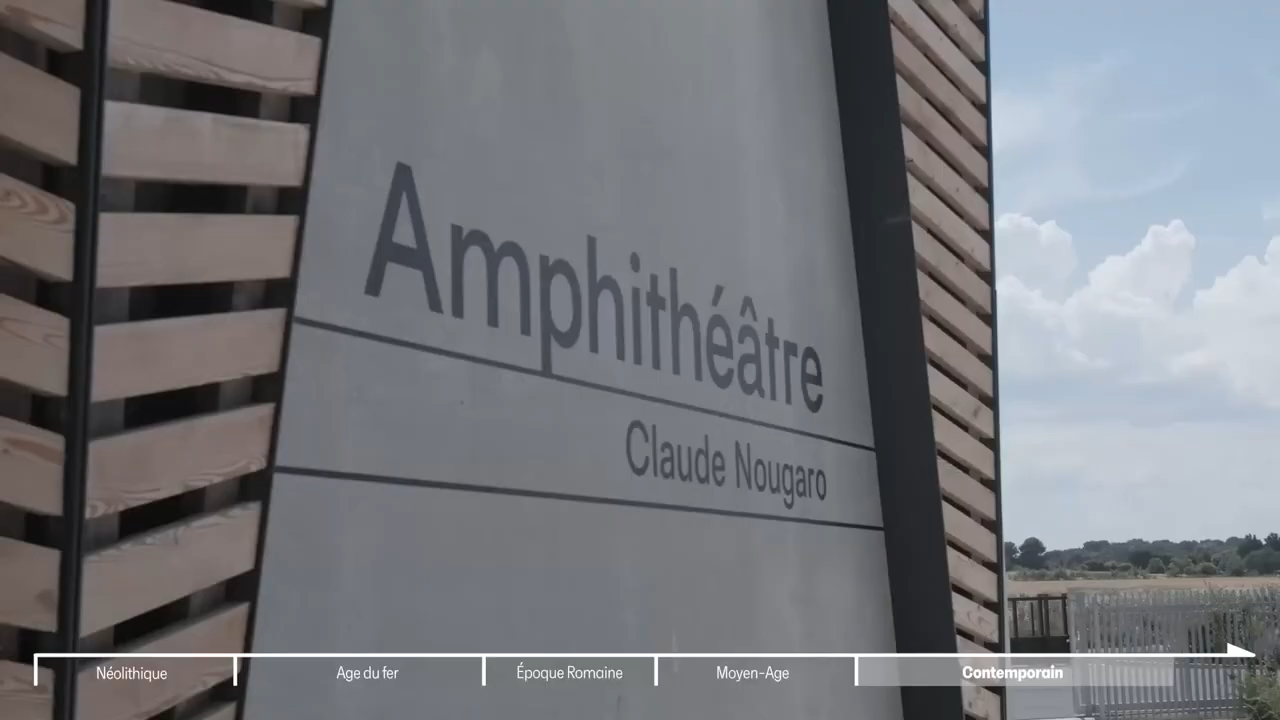 Amphithéâtre
Claude Nougaro
Néolithique
Age du fer
Époque Romaine
Moyen-Age
Contemporain